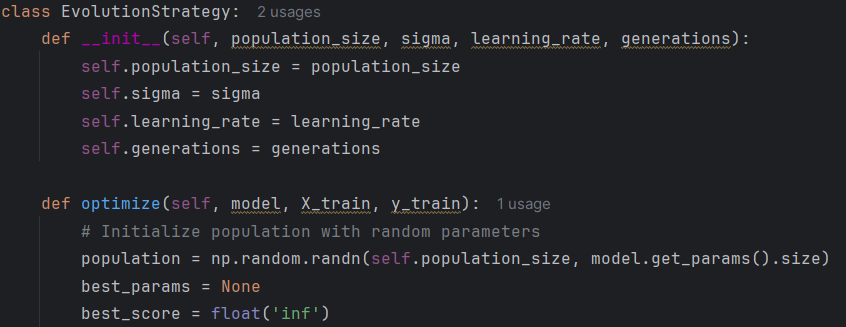 class EvolutionStrategy: 2 usages
    def __init__(self, population_size, sigma, learning_rate, generations):
        self.population_size = population_size
        self.sigma = sigma
        self.learning_rate = learning_rate
        self.generations = generations
    def optimize(self, model, X_train, y_train): 1 usage
        # Initialize population with random parameters
        population = np.random.randn(self.population_size, model.get_params().size)
        best_params = None
        best_score = float('inf')